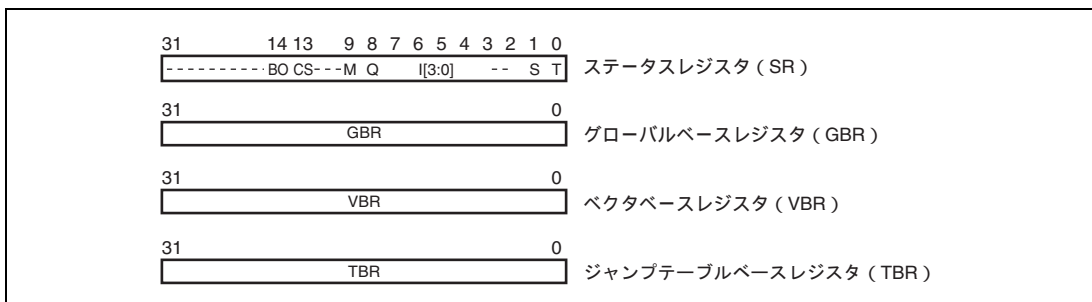 31 14 13 9 8 7 6 5 4 3 2 1 0
----------BO CS---M Q I[3:0] -- S T ステータスレジスタ(SR)
31 0
GBR グローバルベースレジスタ(GBR)
31 0
VBR ベクタベースレジスタ(VBR)
31 0
TBR ジャンプテーブルベースレジスタ(TBR)